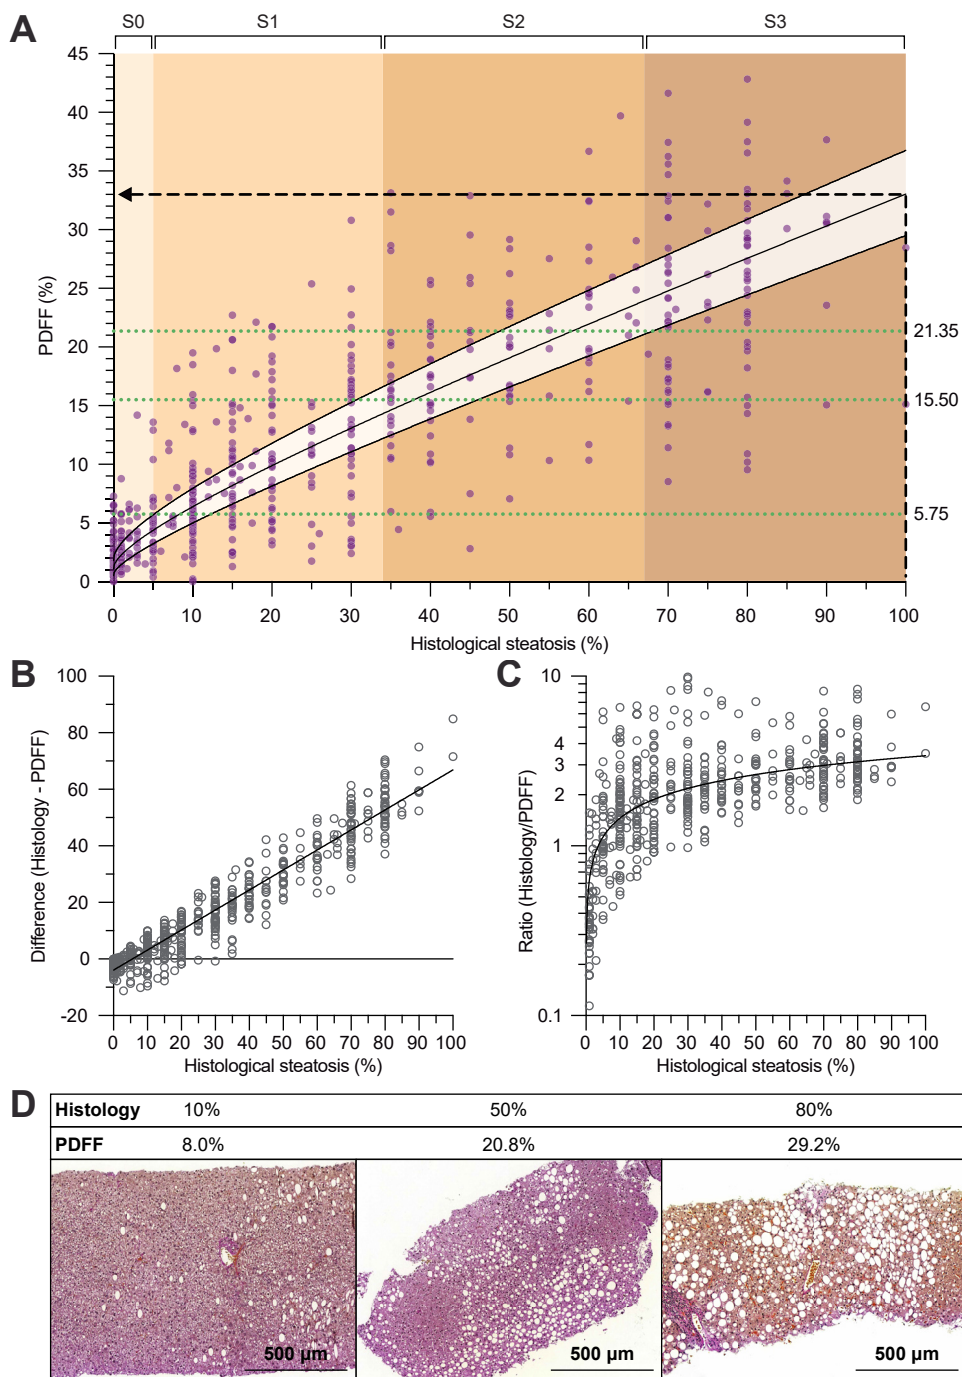 A
S0 S1 S2 S3
45
40
35
30
25
20
15
10
5
0
PDFF (%)
21.35
15.50
5.75
0 10 20 30 40 50 60 70 80 90 100
Histological steatosis (%)
B
100
80
60
40
20
0
-20
Difference (Histology - PDFF)
0 10 20 30 40 50 60 70 80 90 100
Histological steatosis (%)
C
10
4
3
2
1
0.1
Ratio (Histology/PDFF)
0 10 20 30 40 50 60 70 80 90 100
Histological steatosis (%)
D
Histology 10% 50% 80%
PDFF 8.0% 20.8% 29.2%
500 µm 500 µm 500 µm